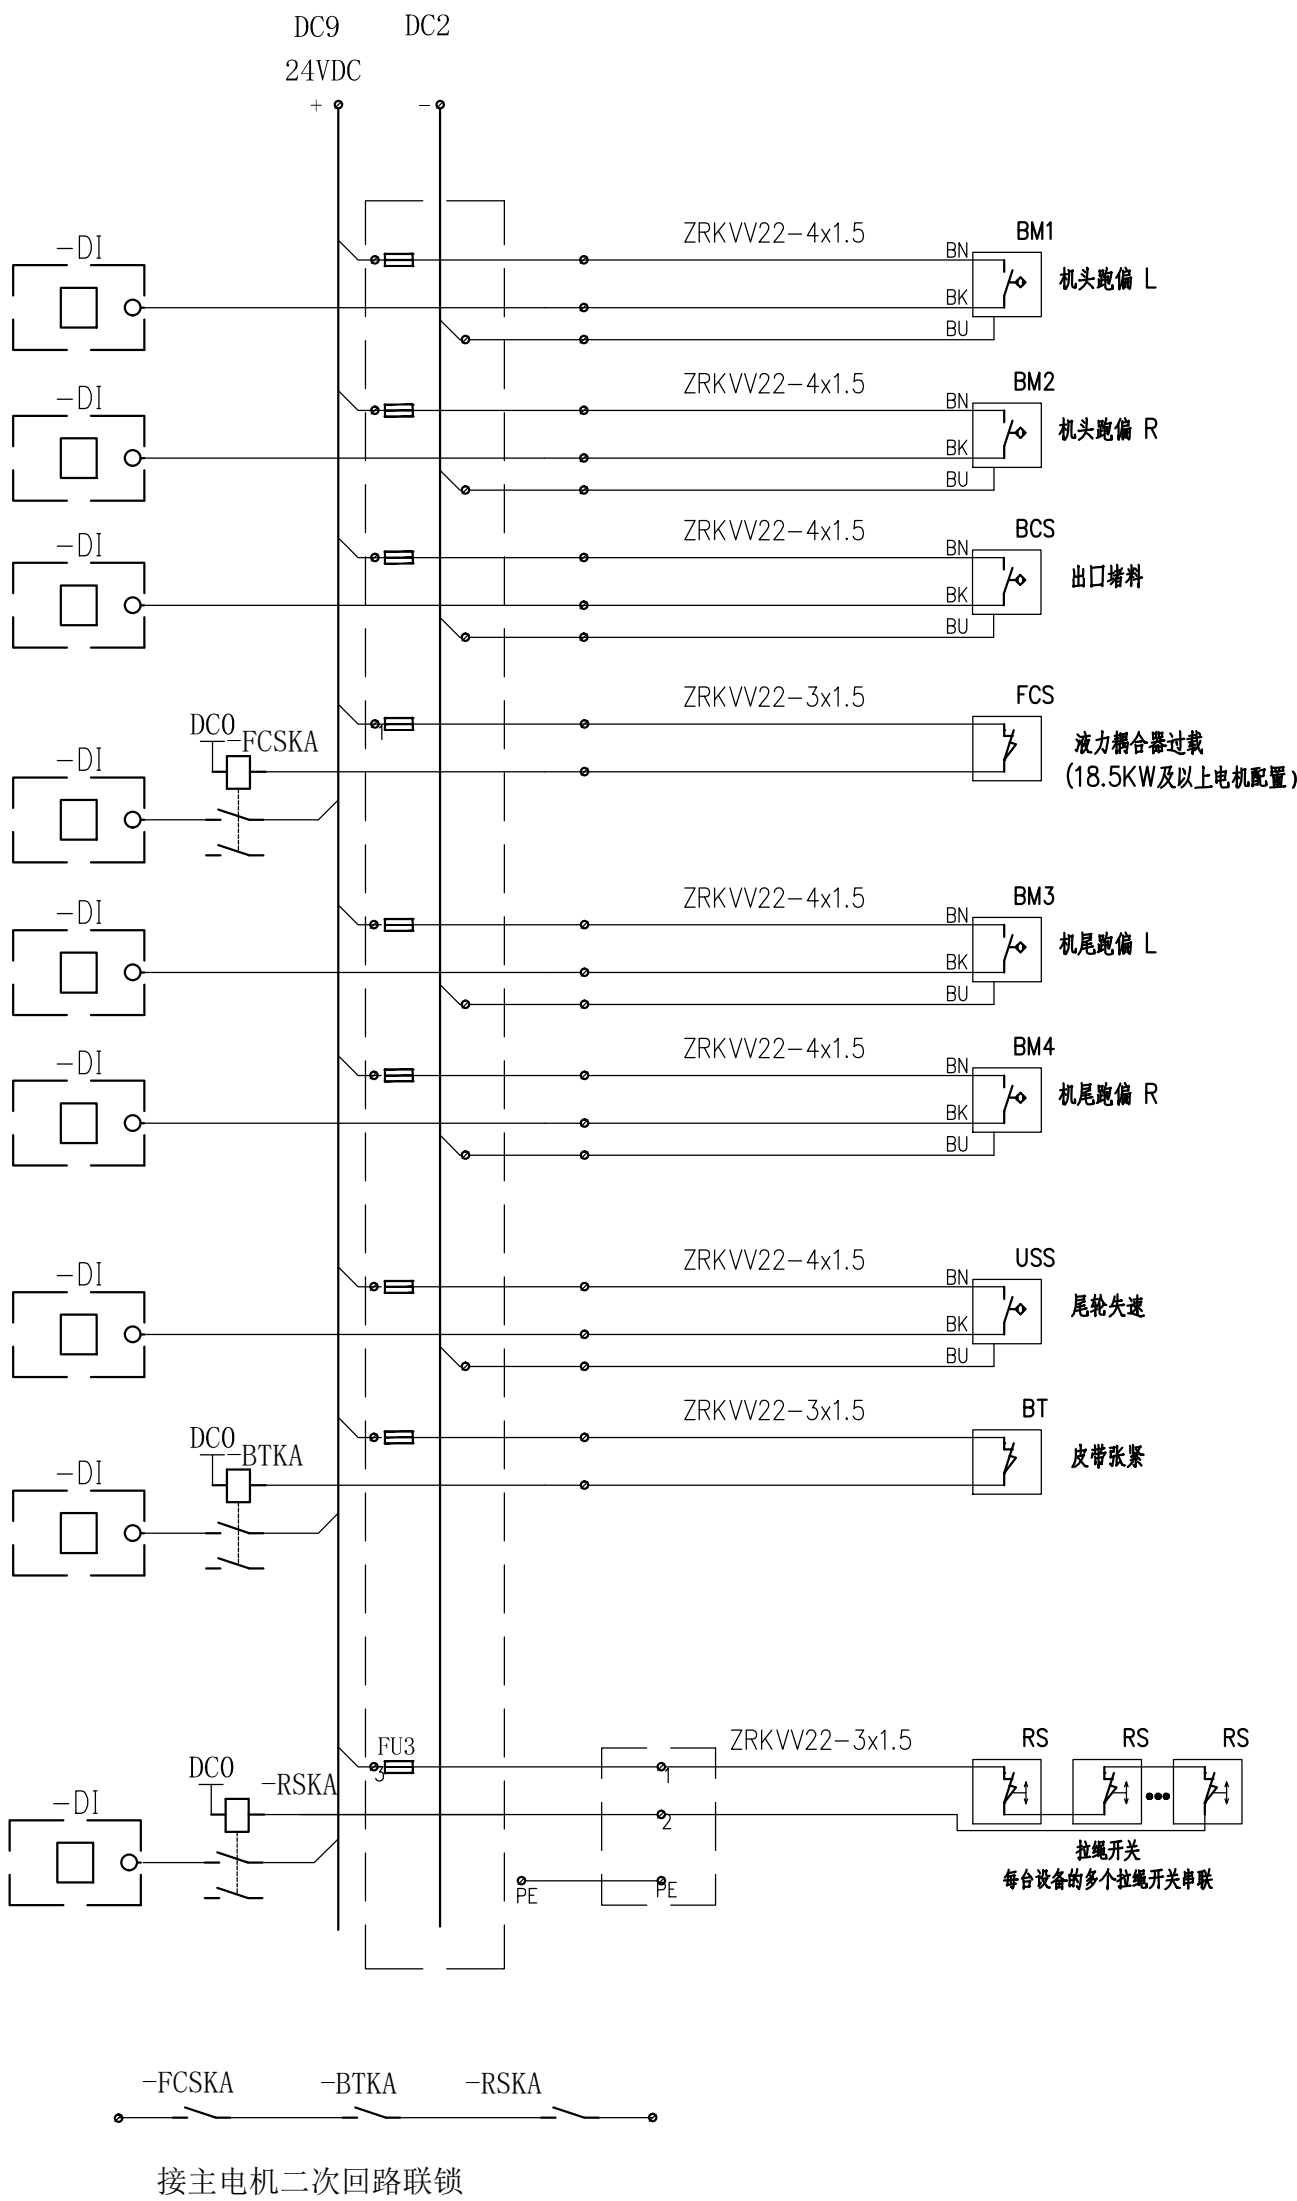 DC9
DC2
24VDC
+
-
ZRKVV22-4x1.5
BM1
-DI
BN
机头跑偏 L
BK
BU
ZRKVV22-4x1.5
BM2
-DI
BN
机头跑偏 R
BK
BU
ZRKVV22-4x1.5
BCS
-DI
BN
出口堵料
BK
BU
ZRKVV22-3x1.5
FCS
DC0
-FCSKA
1
液力耦合器过载
-DI
(18.5KW及以上电机配置)
ZRKVV22-4x1.5
BM3
-DI
BN
机尾跑偏 L
BK
BU
ZRKVV22-4x1.5
BM4
-DI
BN
机尾跑偏 R
BK
BU
ZRKVV22-4x1.5
USS
-DI
BN
尾轮失速
BK
BU
ZRKVV22-3x1.5
BT
DC0
-BTKA
皮带张紧
-DI
FU3
ZRKVV22-3x1.5
RS
RS
RS
DC0
3
1
-RSKA
-DI
2
拉绳开关
每台设备的多个拉绳开关串联
PE
PE
-FCSKA
-BTKA
-RSKA
接主电机二次回路联锁